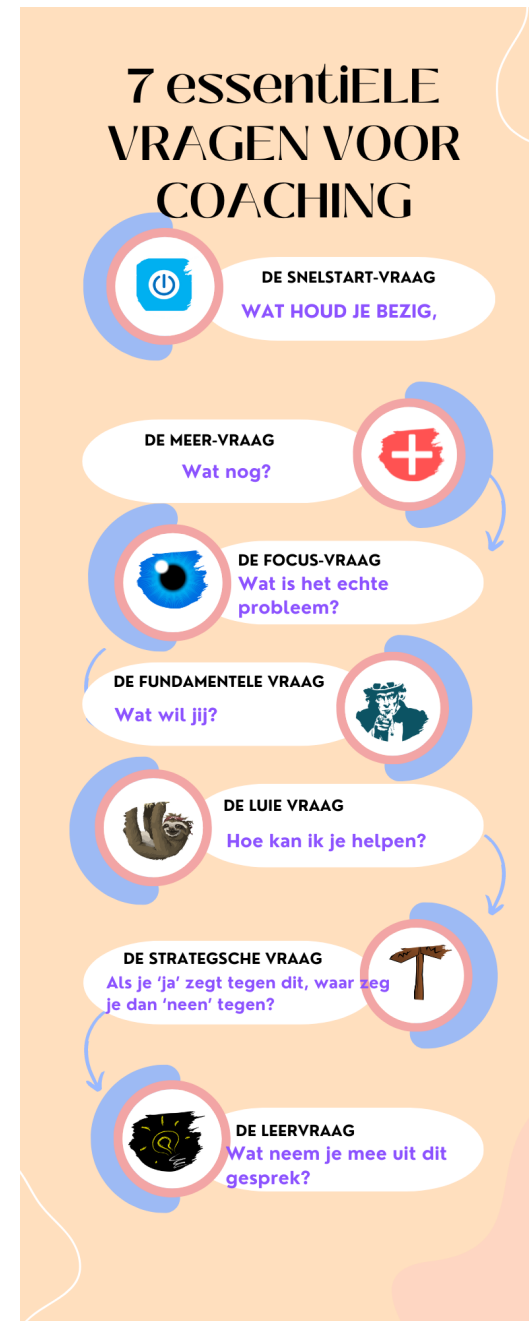 7 essentiELE
VRAGEN VOOR
COACHING
DE SNELSTART-VRAAG
WAT HOUD JE BEZIG,
DE MEER-VRAAG
Wat nog?
DE FOCUS-VRAAG
Wat is het echte
probleem?
DE FUNDAMENTELE VRAAG
Wat wil jij?
DE LUIE VRAAG
Hoe kan ik je helpen?
DE STRATEGSCHE VRAAG
Als je ‘ja’ zegt tegen dit, waar zeg
je dan ‘neen’ tegen?
DE LEERVRAAG
Wat neem je mee uit dit
gesprek?